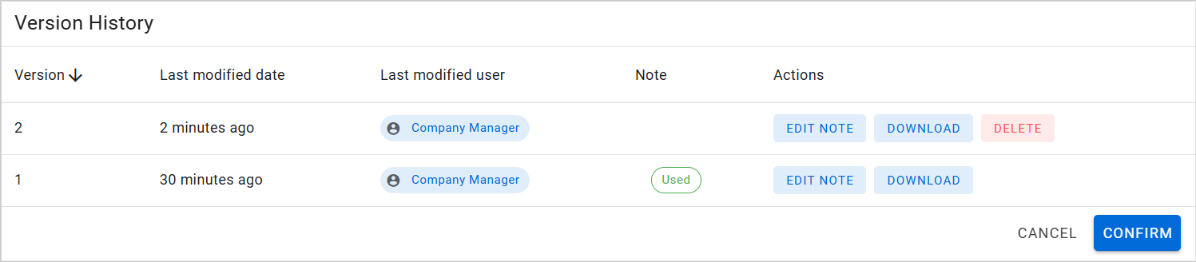 Version History
Version Last modified date Last modified user Note Actions
2 2 minutes ago Company Manager EDIT NOTE DOWNLOAD DELETE
1 30 minutes ago Company Manager Used EDIT NOTE DOWNLOAD
CANCEL CONFIRM